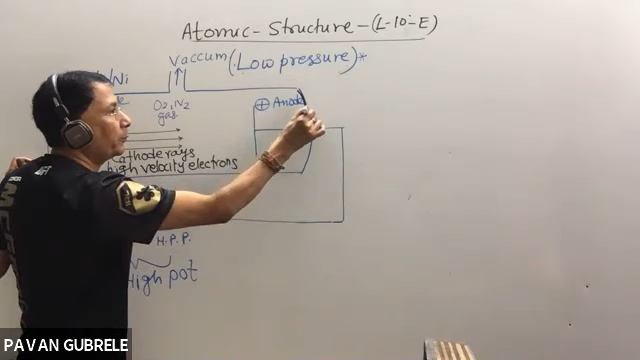 Atomic-Structure-(L-10-E)
Vaccum (Low pressure)*
Ni
O2, N2
gas
+ Anode
Cathode rays
high velocity electrons
H.P.P.
High pot
PAVAN GUBRELE